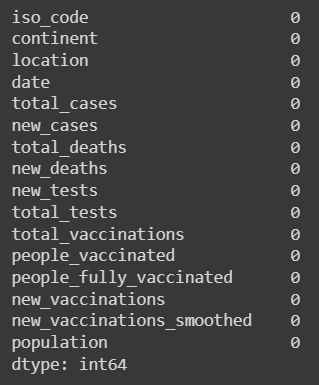 iso_code 0
continent 0
location 0
date 0
total_cases 0
new_cases 0
total_deaths 0
new_deaths 0
new_tests 0
total_tests 0
total_vaccinations 0
people_vaccinated 0
people_fully_vaccinated 0
new_vaccinations 0
new_vaccinations_smoothed 0
population 0
dtype: int64